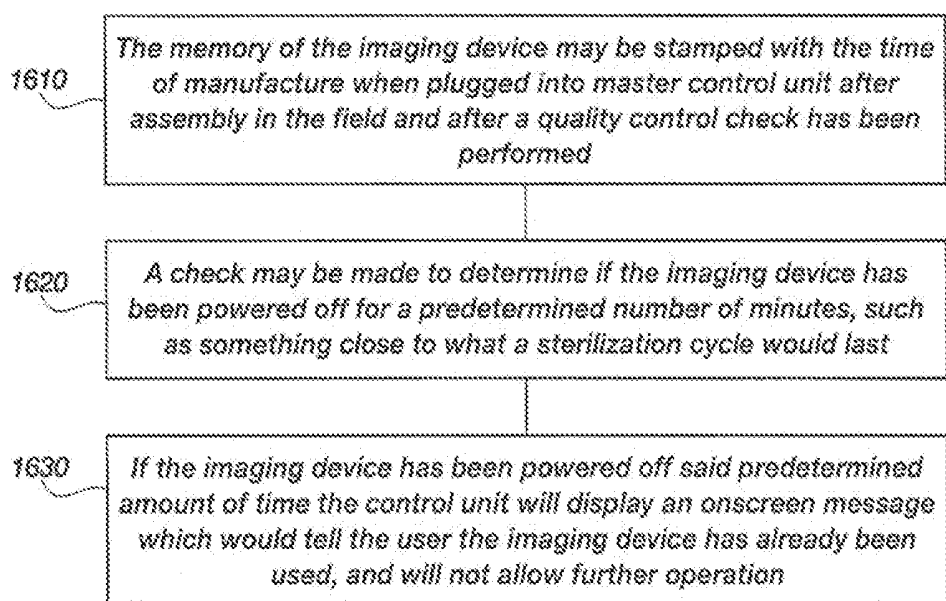 1610
The memory of the imaging device may be stamped with the time
of manufacture when plugged into master control unit after
assembly in the field and after a quality control check has been
performed
1620
A check may be made to determine if the imaging device has
been powered off for a predetermined number of minutes, such
as something close to what a sterilization cycle would last
1630
If the imaging device has been powered off said predetermined
amount of time the control unit will display an onscreen message
which would tell the user the imaging device has already been
used, and will not allow further operation